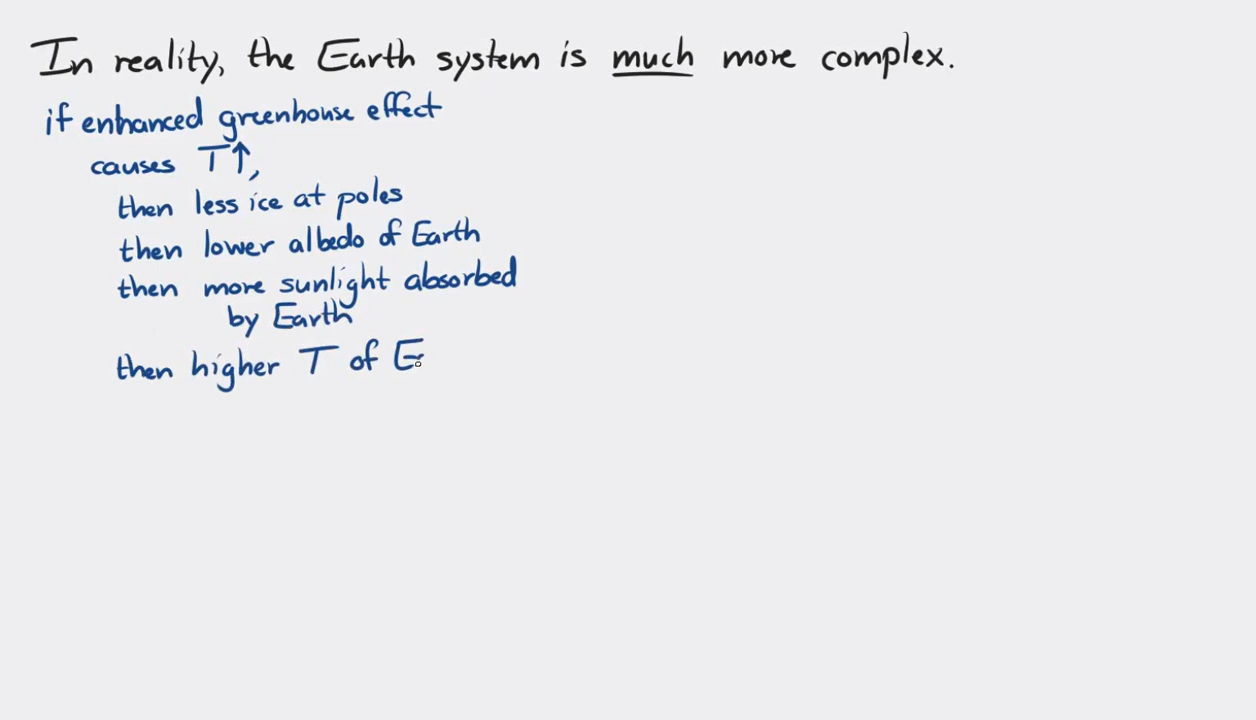 In reality, the Earth system is much more complex.
if enhanced greenhouse effect
causes T↑,
then less ice at poles
then lower albedo of Earth
then more sunlight absorbed
by Earth
then higher T of E